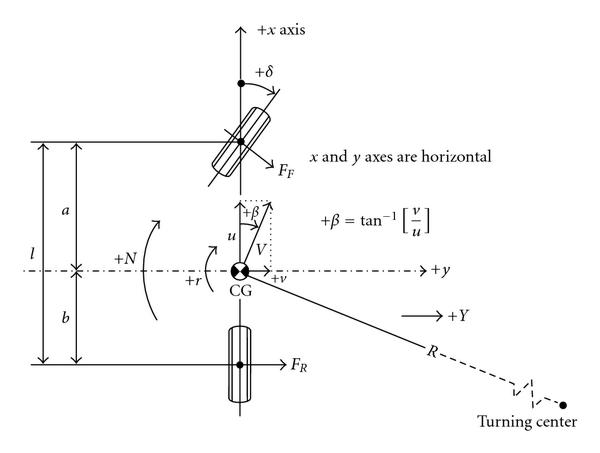 +x axis
+δ
F_F
x and y axes are horizontal
a
+β
u
V
+β = tan⁻¹ [v/u]
l
+N
+r
+v
+y
CG
b
+Y
R
F_R
Turning center